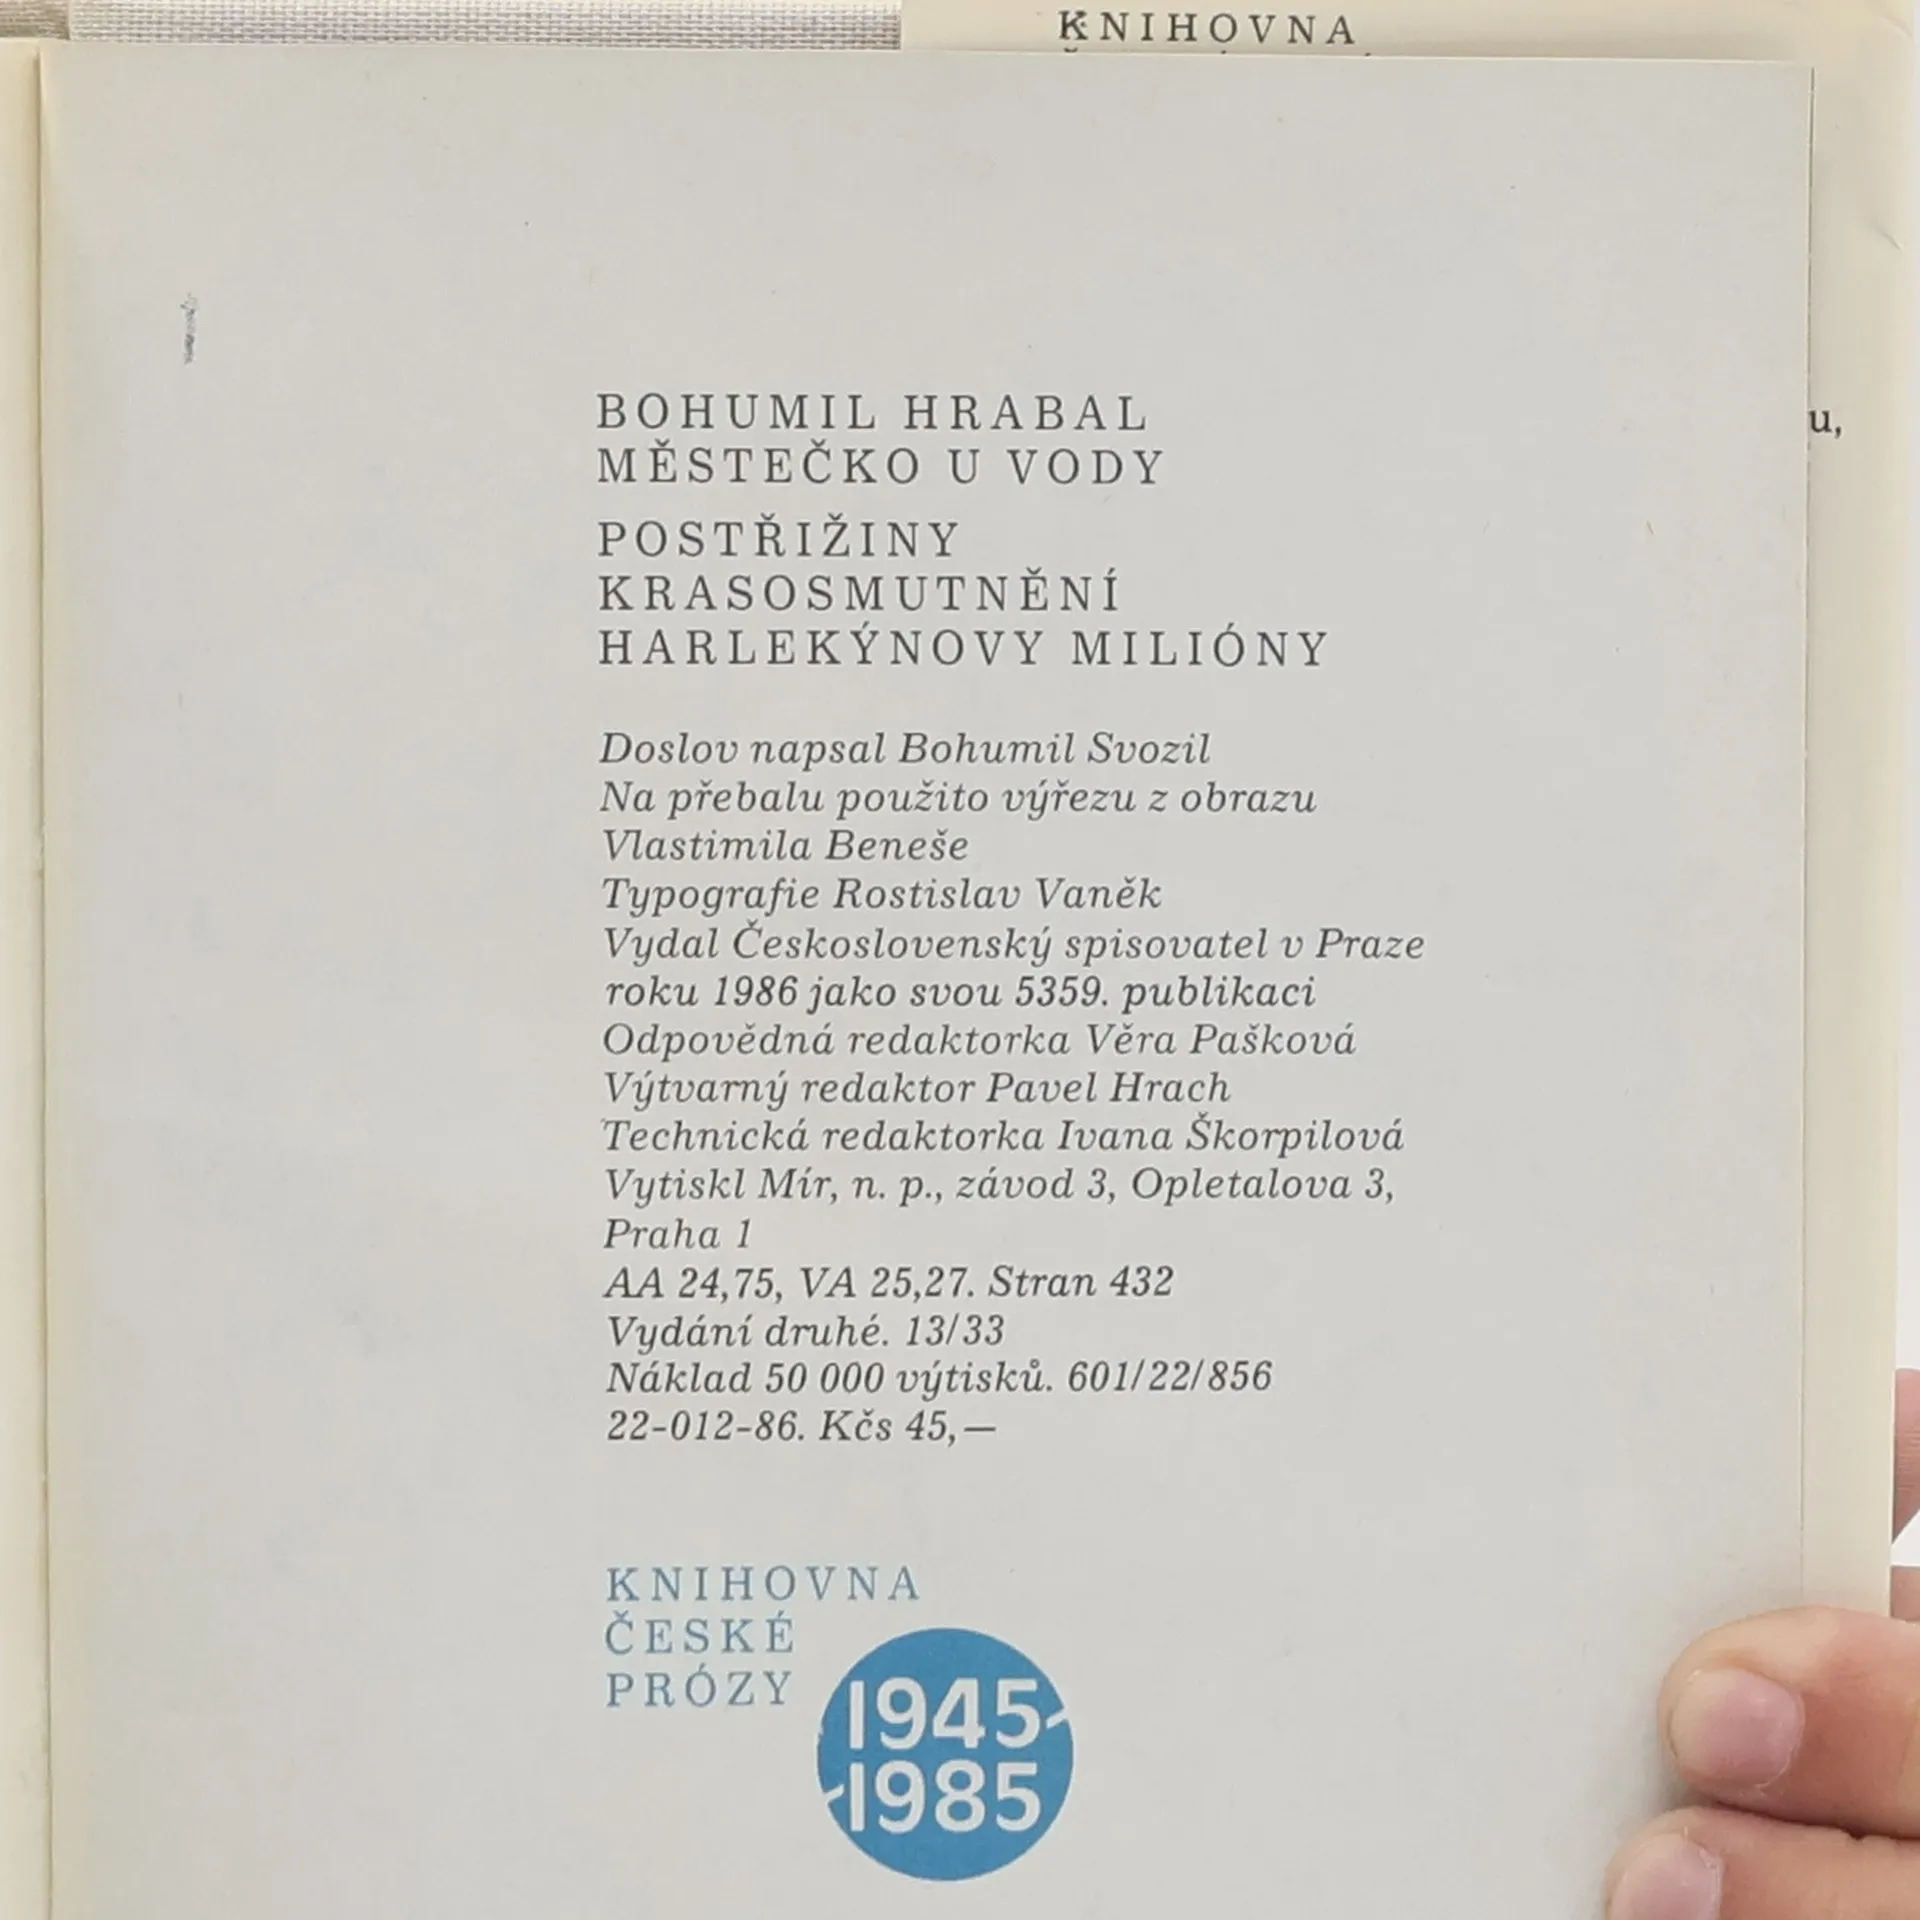 KNIHOVNA
u,
BOHUMIL HRABAL
MĚSTEČKO U VODY
POSTŘIŽINY
KRASOSMUTNĚNÍ
HARLEKÝNOVY MILIÓNY
Doslov napsal Bohumil Svozil
Na přebalu použito výřezu z obrazu
Vlastimila Beneše
Typografie Rostislav Vaněk
Vydal Československý spisovatel v Praze
roku 1986 jako svou 5359. publikaci
Odpovědná redaktorka Věra Pašková
Výtvarný redaktor Pavel Hrach
Technická redaktorka Ivana Škorpilová
Vytiskl Mír, n. p., závod 3, Opletalova 3,
Praha 1
AA 24,75, VA 25,27. Stran 432
Vydání druhé. 13/33
Náklad 50 000 výtisků. 601/22/856
22-012-86. Kčs 45,—
KNIHOVNA
ČESKÉ
PRÓZY
1945-
-1985